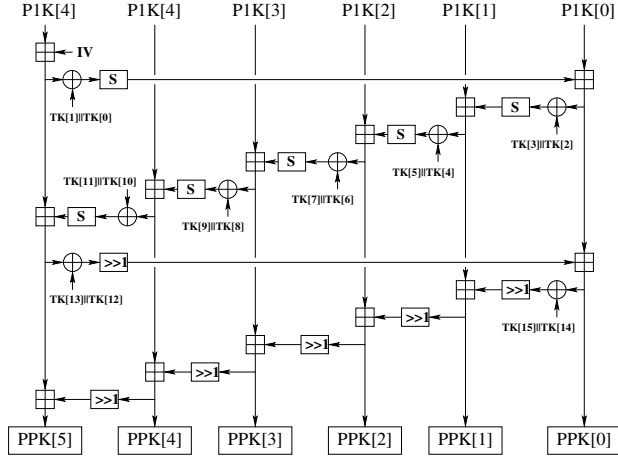 P1K[4] P1K[4] P1K[3] P1K[2] P1K[1] P1K[0]
IV
S
TK[1]||TK[0]
S
TK[3]||TK[2]
S
TK[5]||TK[4]
S
TK[7]||TK[6]
TK[11]||TK[10]
S
TK[9]||TK[8]
S
>>1
TK[13]||TK[12]
>>1
TK[15]||TK[14]
>>1
>>1
>>1
>>1
PPK[5] PPK[4] PPK[3] PPK[2] PPK[1] PPK[0]